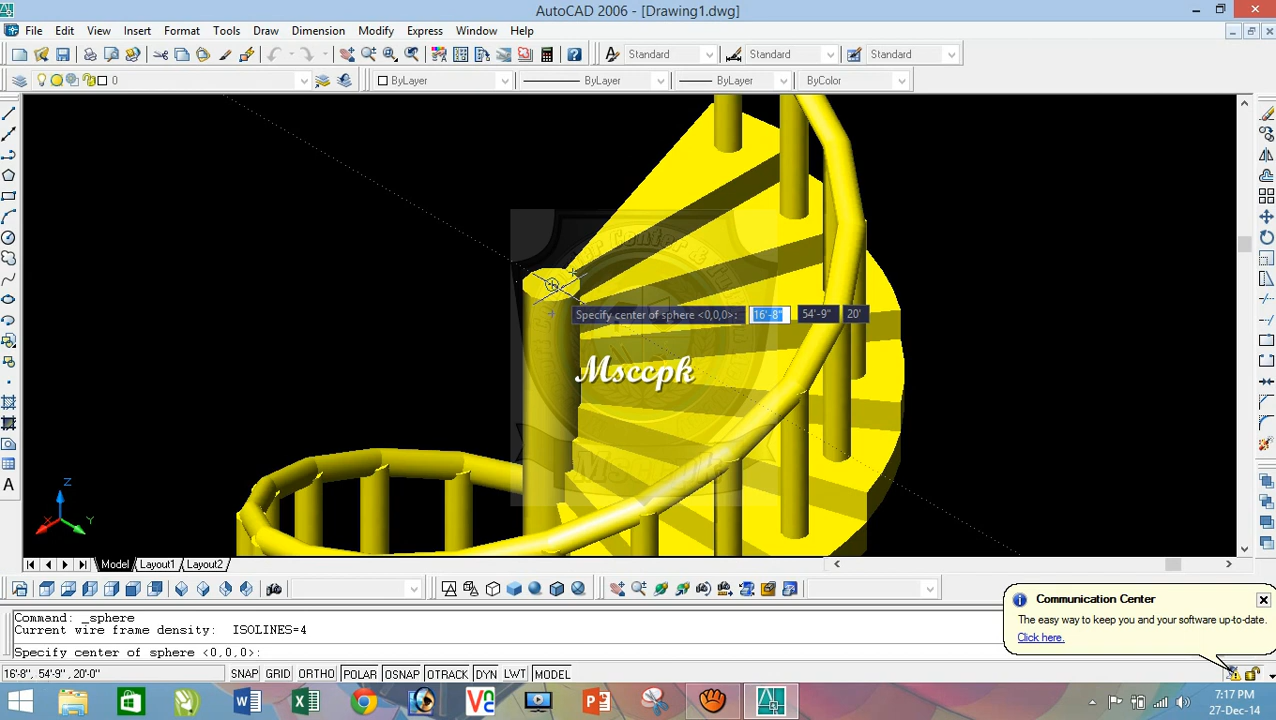 AutoCAD 2006 - [Drawing1.dwg]
File Edit View Insert Format Tools Draw Dimension Modify Express Window Help
Standard Standard Standard
0 ByLayer ByLayer ByLayer ByColor
Specify center of sphere <0,0,0>: 16'-8" 54'-9" 20'
Msccpk
Msccpk
Z
X Y
A
Model Layout1 Layout2
Command: _sphere
Current wire frame density:  ISOLINES=4
Specify center of sphere <0,0,0>:
Communication Center
The easy way to keep you and your software up-to-date.
Click here.
16'-8", 54'-9", 20'-0" SNAP GRID ORTHO POLAR OSNAP OTRACK DYN LWT MODEL
7:17 PM
27-Dec-14